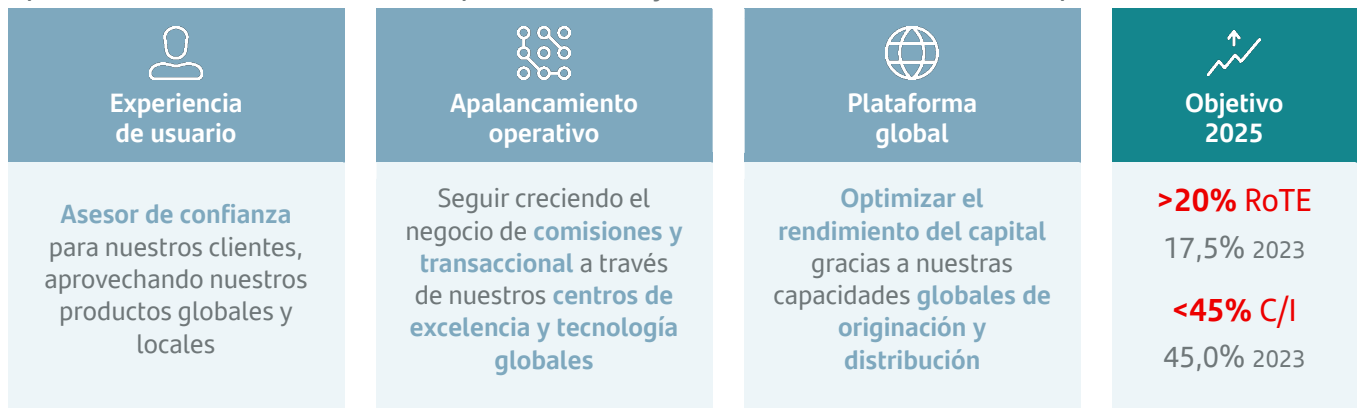 Experiencia
de usuario
Asesor de confianza
para nuestros clientes,
aprovechando nuestros
productos globales y
locales
Apalancamiento
operativo
Seguir creciendo el
negocio de comisiones y
transaccional a través
de nuestros centros de
excelencia y tecnología
globales
Plataforma
global
Optimizar el
rendimiento del capital
gracias a nuestras
capacidades globales de
originación y
distribución
Objetivo
2025
>20% RoTE
17,5% 2023
<45% C/I
45,0% 2023